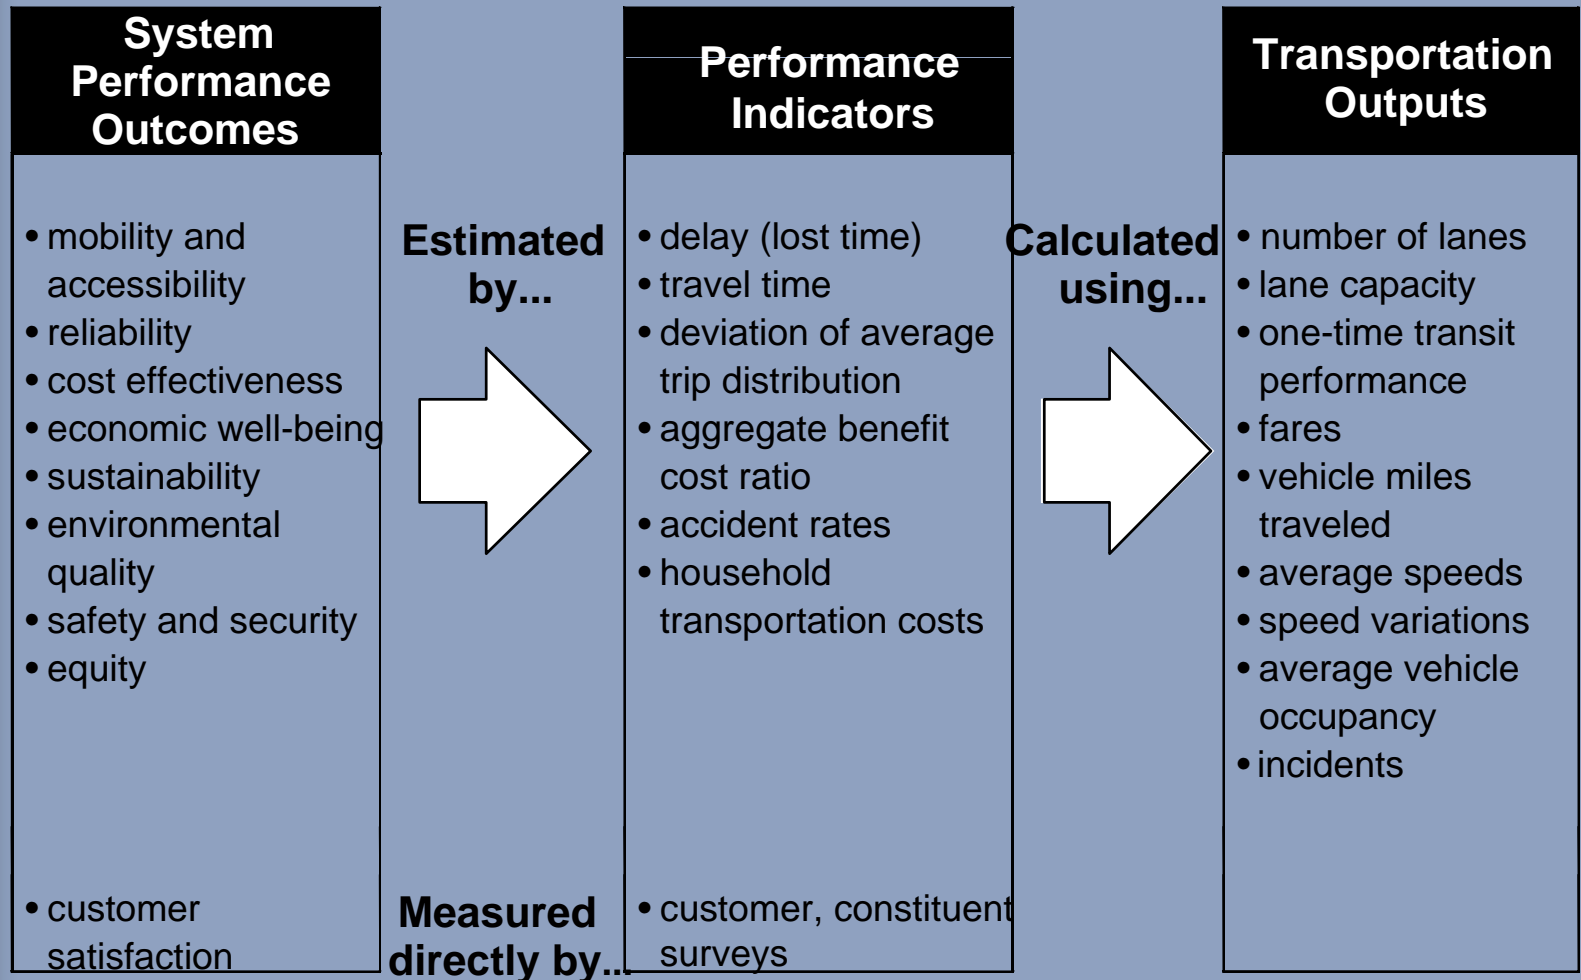 System
Performance
Outcomes
• mobility and
accessibility
• reliability
• cost effectiveness
• economic well-being
• sustainability
• environmental
quality
• safety and security
• equity
• customer
satisfaction
Estimated
by...
Measured
directly by...
Performance
Indicators
• delay (lost time)
• travel time
• deviation of average
trip distribution
• aggregate benefit
cost ratio
• accident rates
• household
transportation costs
• customer, constituent
surveys
Calculated
using...
Transportation
Outputs
• number of lanes
• lane capacity
• one-time transit
performance
• fares
• vehicle miles
traveled
• average speeds
• speed variations
• average vehicle
occupancy
• incidents